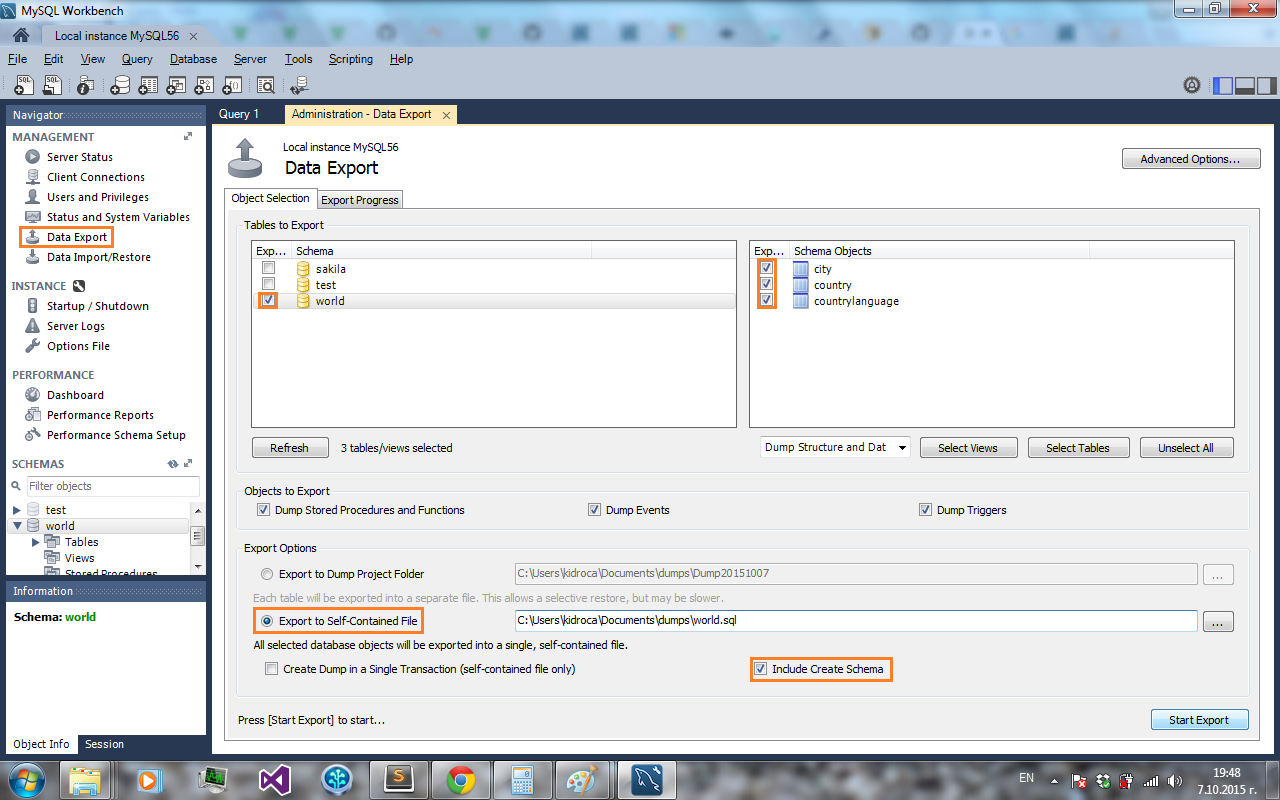 MySQL Workbench
Local instance MySQL56
File Edit View Query Database Server Tools Scripting Help
SQL SQL
Navigator
MANAGEMENT
Server Status
Client Connections
Users and Privileges
Status and System Variables
Data Export
Data Import/Restore
INSTANCE
Startup / Shutdown
Server Logs
Options File
PERFORMANCE
Dashboard
Performance Reports
Performance Schema Setup
SCHEMAS
Filter objects
test
world
Tables
Views
Stored Procedures
Information
Schema: world
Object Info Session
Query 1 Administration - Data Export
Local instance MySQL56
Data Export
Advanced Options...
Object Selection Export Progress
Tables to Export
Exp... Schema
sakila
test
world
Exp... Schema Objects
city
country
countrylanguage
Refresh 3 tables/views selected
Dump Structure and Dat Select Views Select Tables Unselect All
Objects to Export
Dump Stored Procedures and Functions Dump Events Dump Triggers
Export Options
Export to Dump Project Folder C:\Users\kidroca\Documents\dumps\Dump20151007 ...
Each table will be exported into a separate file. This allows a selective restore, but may be slower.
Export to Self-Contained File C:\Users\kidroca\Documents\dumps\world.sql ...
All selected database objects will be exported into a single, self-contained file.
Create Dump in a Single Transaction (self-contained file only) Include Create Schema
Press [Start Export] to start...
Start Export
EN
19:48
7.10.2015 г.